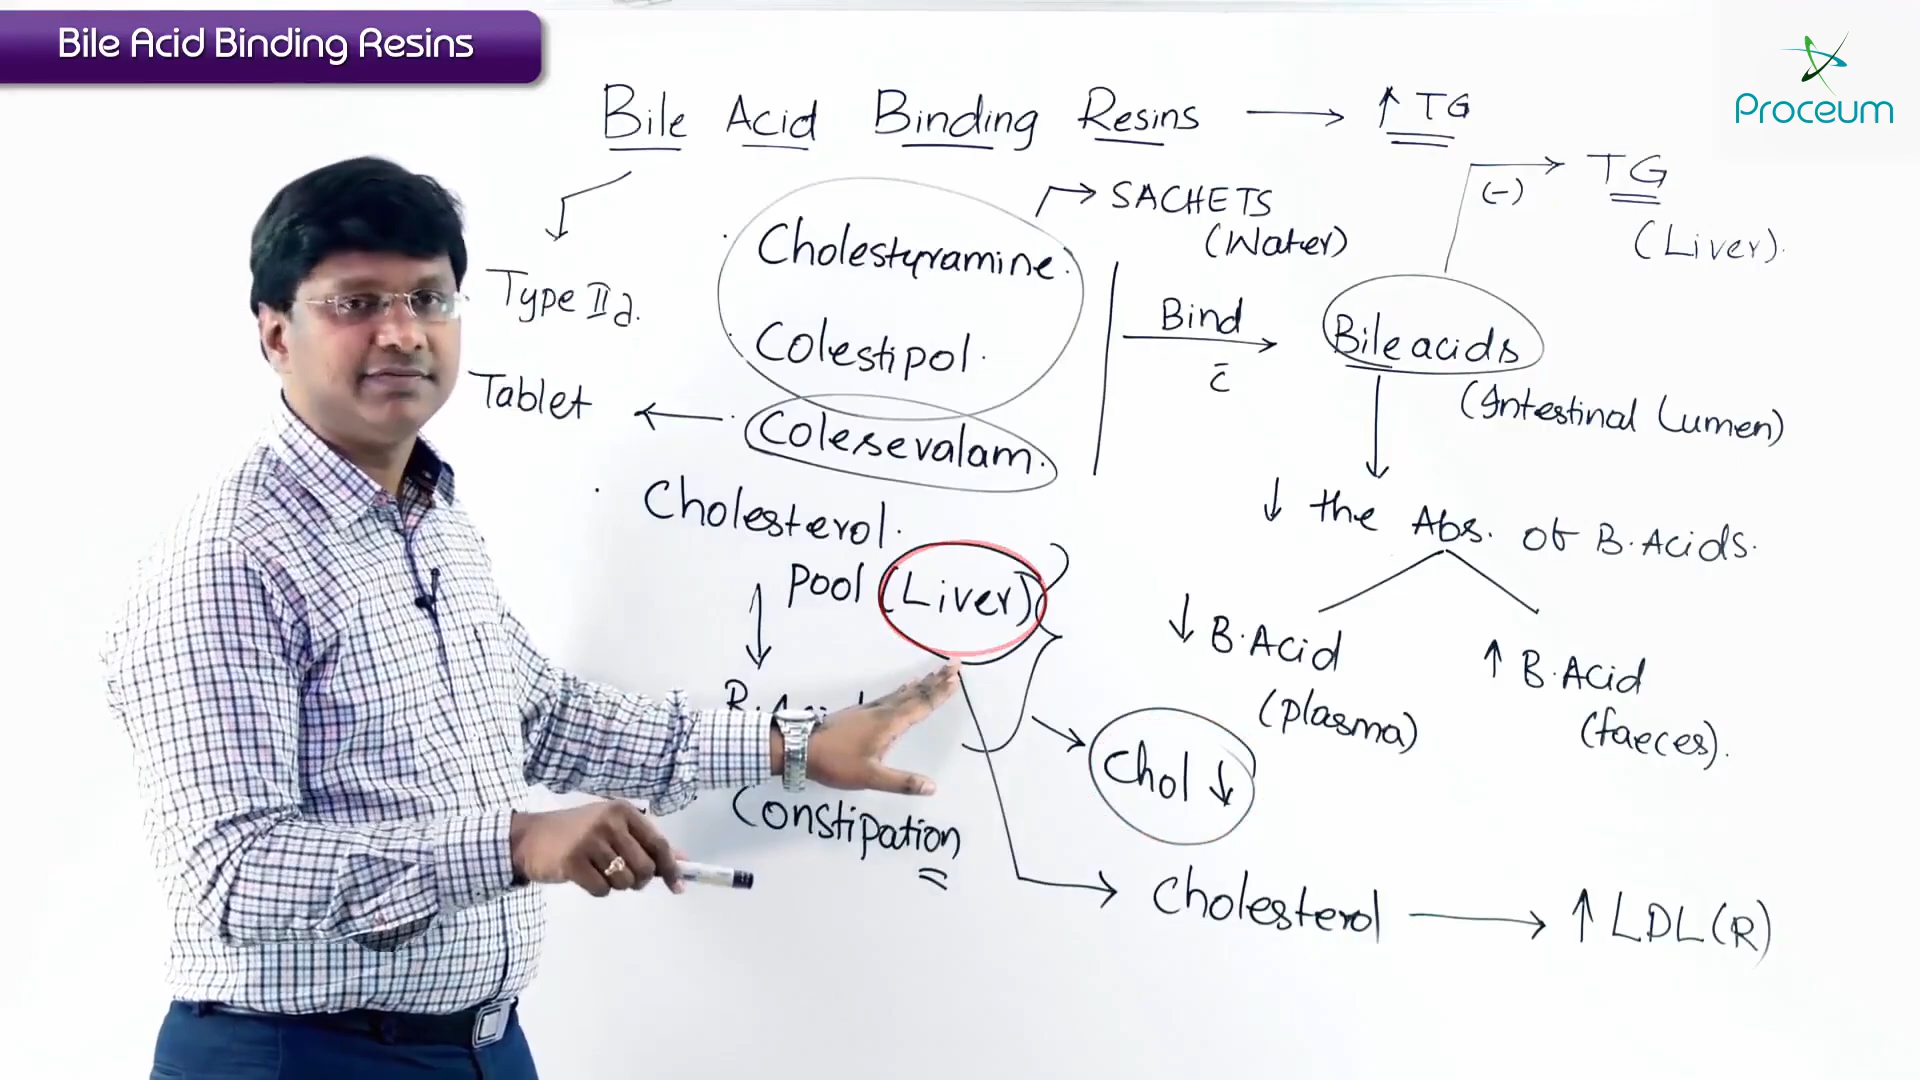 Bile Acid Binding Resins
Proceum
Bile Acid Binding Resins → ↑ TG
(-) → TG
(Liver).
SACHETS
(Water)
Type IIa.
Cholestyramine.
Colestipol.
Tablet ← Colesevalam.
Bind
c̄
Bile acids
(Intestinal Lumen)
↓ the Abs. of B.Acids.
↓ B.Acid
(plasma)
↑ B.Acid
(faeces).
Cholesterol.
Pool (Liver)
Chol ↓
Constipation
Cholesterol → ↑ LDL(R)